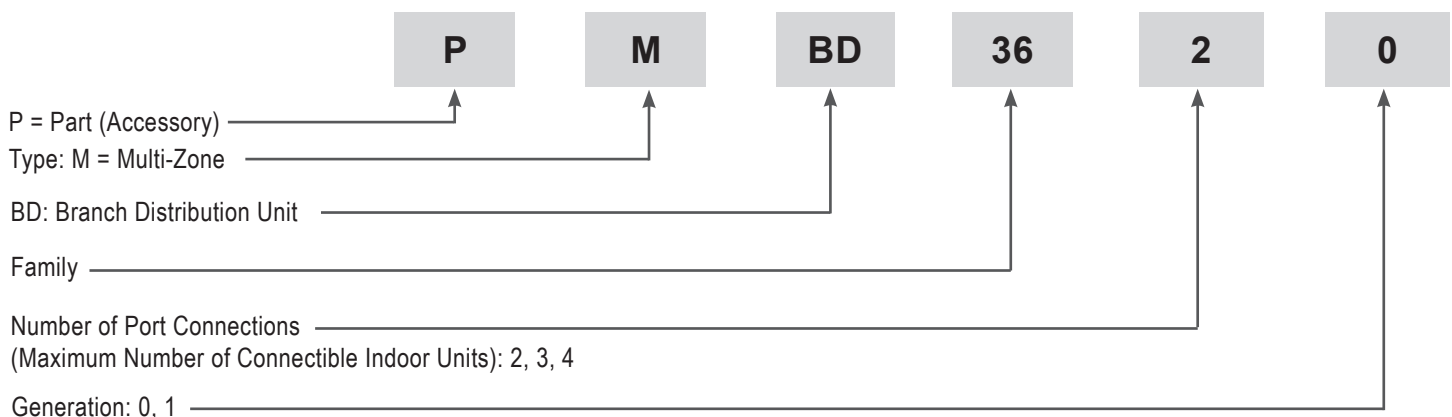 P M BD 36 2 0
P = Part (Accessory)
Type: M = Multi-Zone
BD: Branch Distribution Unit
Family
Number of Port Connections
(Maximum Number of Connectible Indoor Units): 2, 3, 4
Generation: 0, 1